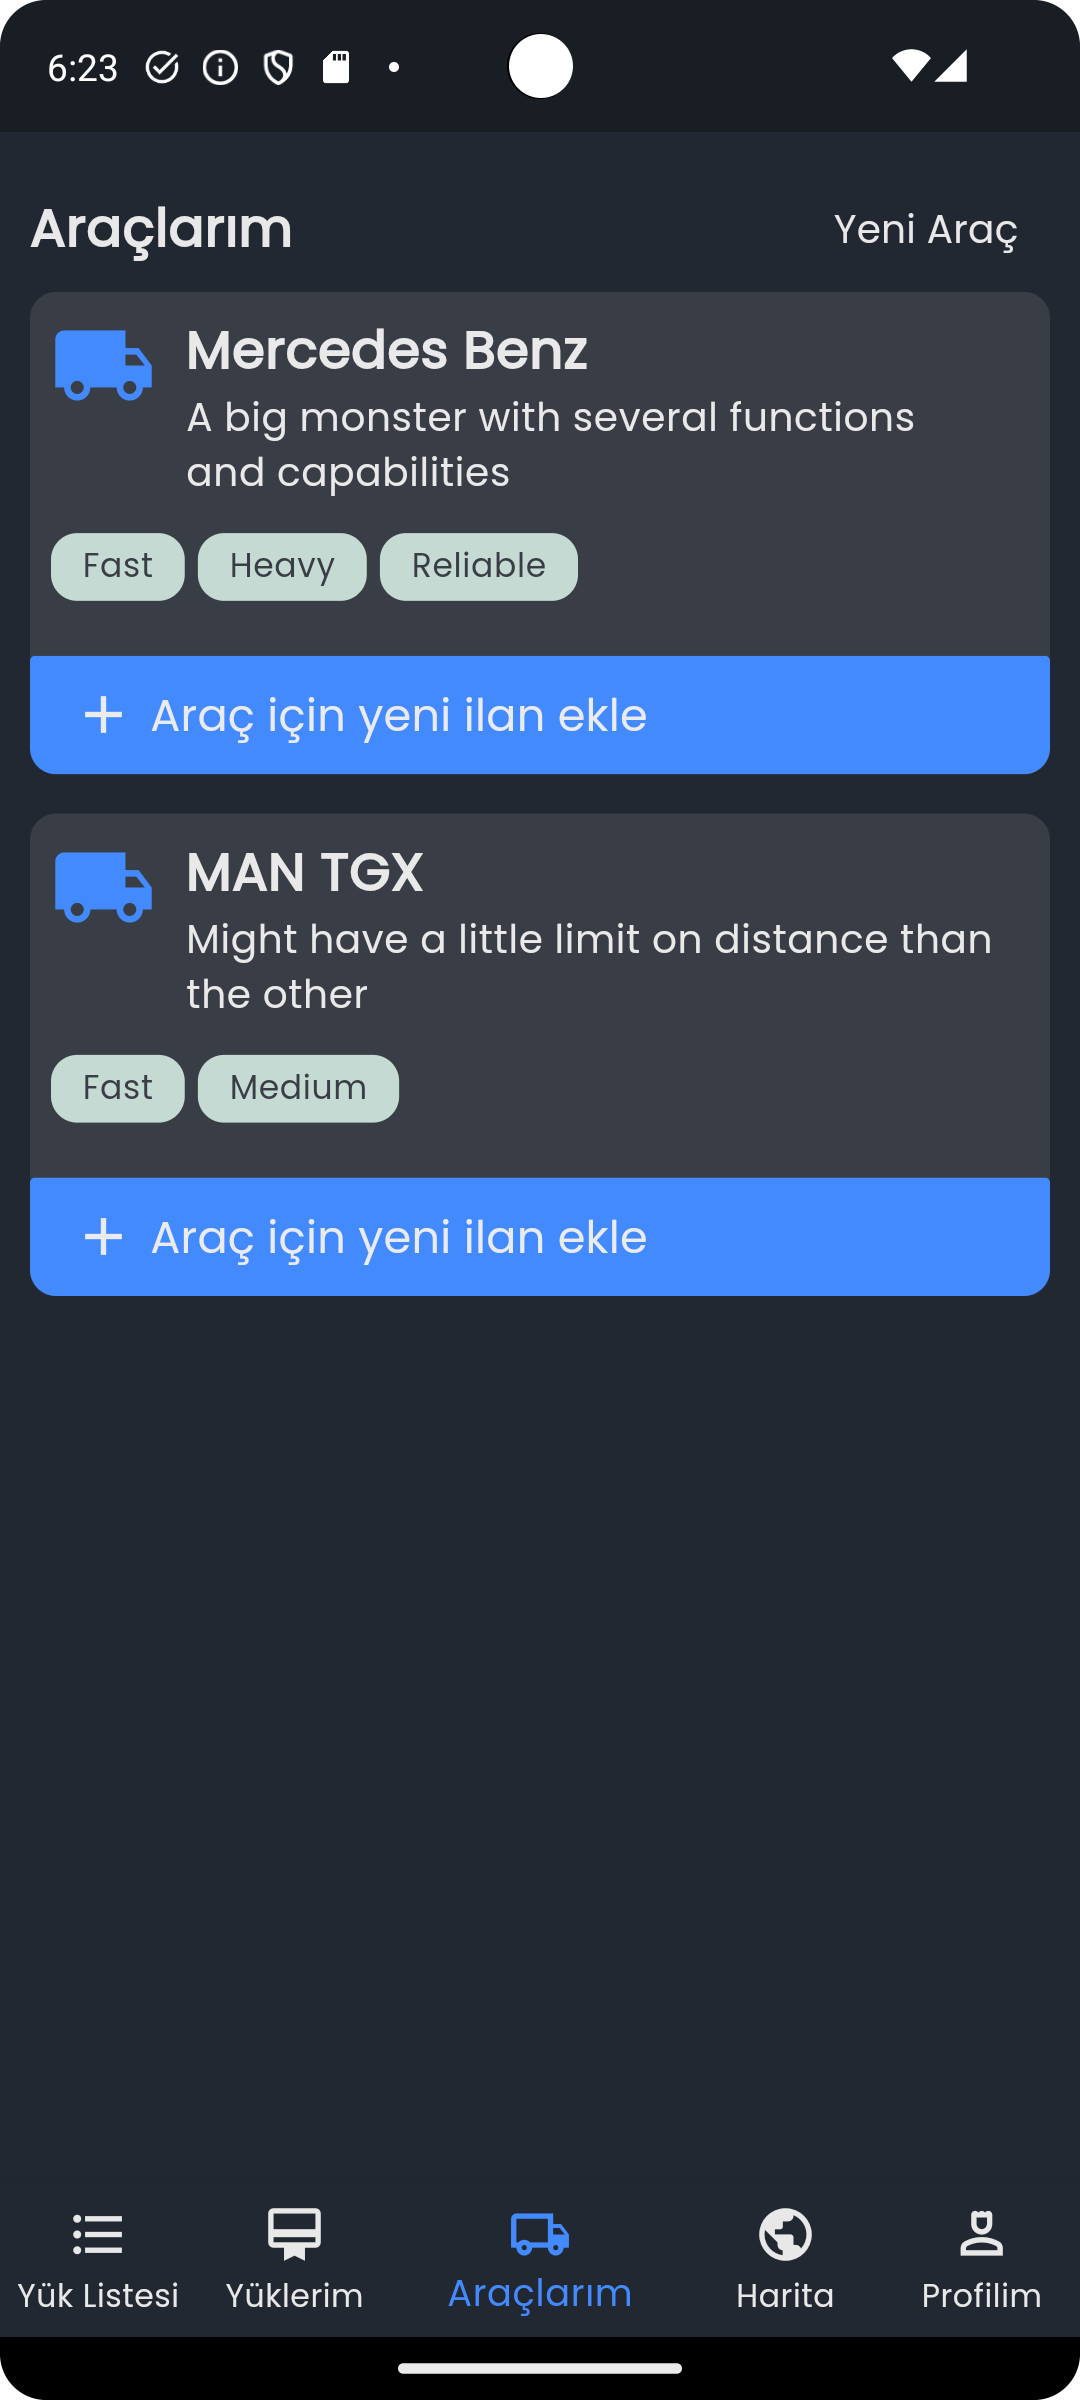 6:23
Araçlarım
Yeni Araç
Mercedes Benz
A big monster with several functions
and capabilities
Fast
Heavy
Reliable
Araç için yeni ilan ekle
MAN TGX
Might have a little limit on distance than
the other
Fast
Medium
Araç için yeni ilan ekle
Yük Listesi
Yüklerim
Araçlarım
Harita
Profilim